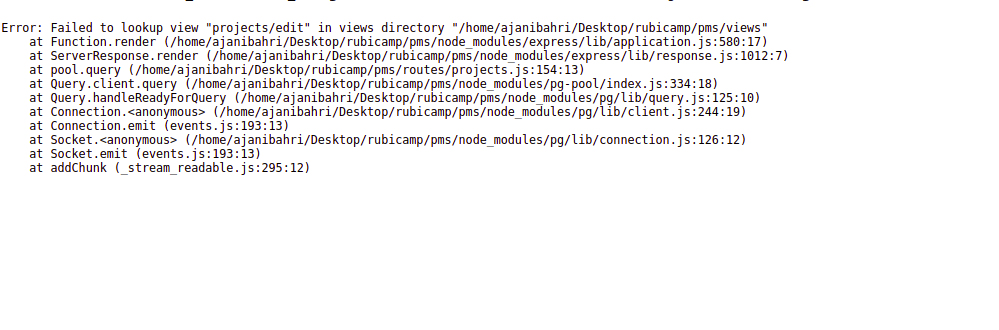 Error: Failed to lookup view "projects/edit" in views directory "/home/ajanibahri/Desktop/rubicamp/pms/views"
at Function.render (/home/ajanibahri/Desktop/rubicamp/pms/node_modules/express/lib/application.js:580:17)
at ServerResponse.render (/home/ajanibahri/Desktop/rubicamp/pms/node_modules/express/lib/response.js:1012:7)
at pool.query (/home/ajanibahri/Desktop/rubicamp/pms/routes/projects.js:154:13)
at Query.client.query (/home/ajanibahri/Desktop/rubicamp/pms/node_modules/pg-pool/index.js:334:18)
at Query.handleReadyForQuery (/home/ajanibahri/Desktop/rubicamp/pms/node_modules/pg/lib/query.js:125:10)
at Connection.<anonymous> (/home/ajanibahri/Desktop/rubicamp/pms/node_modules/pg/lib/client.js:244:19)
at Connection.emit (events.js:193:13)
at Socket.<anonymous> (/home/ajanibahri/Desktop/rubicamp/pms/node_modules/pg/lib/connection.js:126:12)
at Socket.emit (events.js:193:13)
at addChunk (_stream_readable.js:295:12)